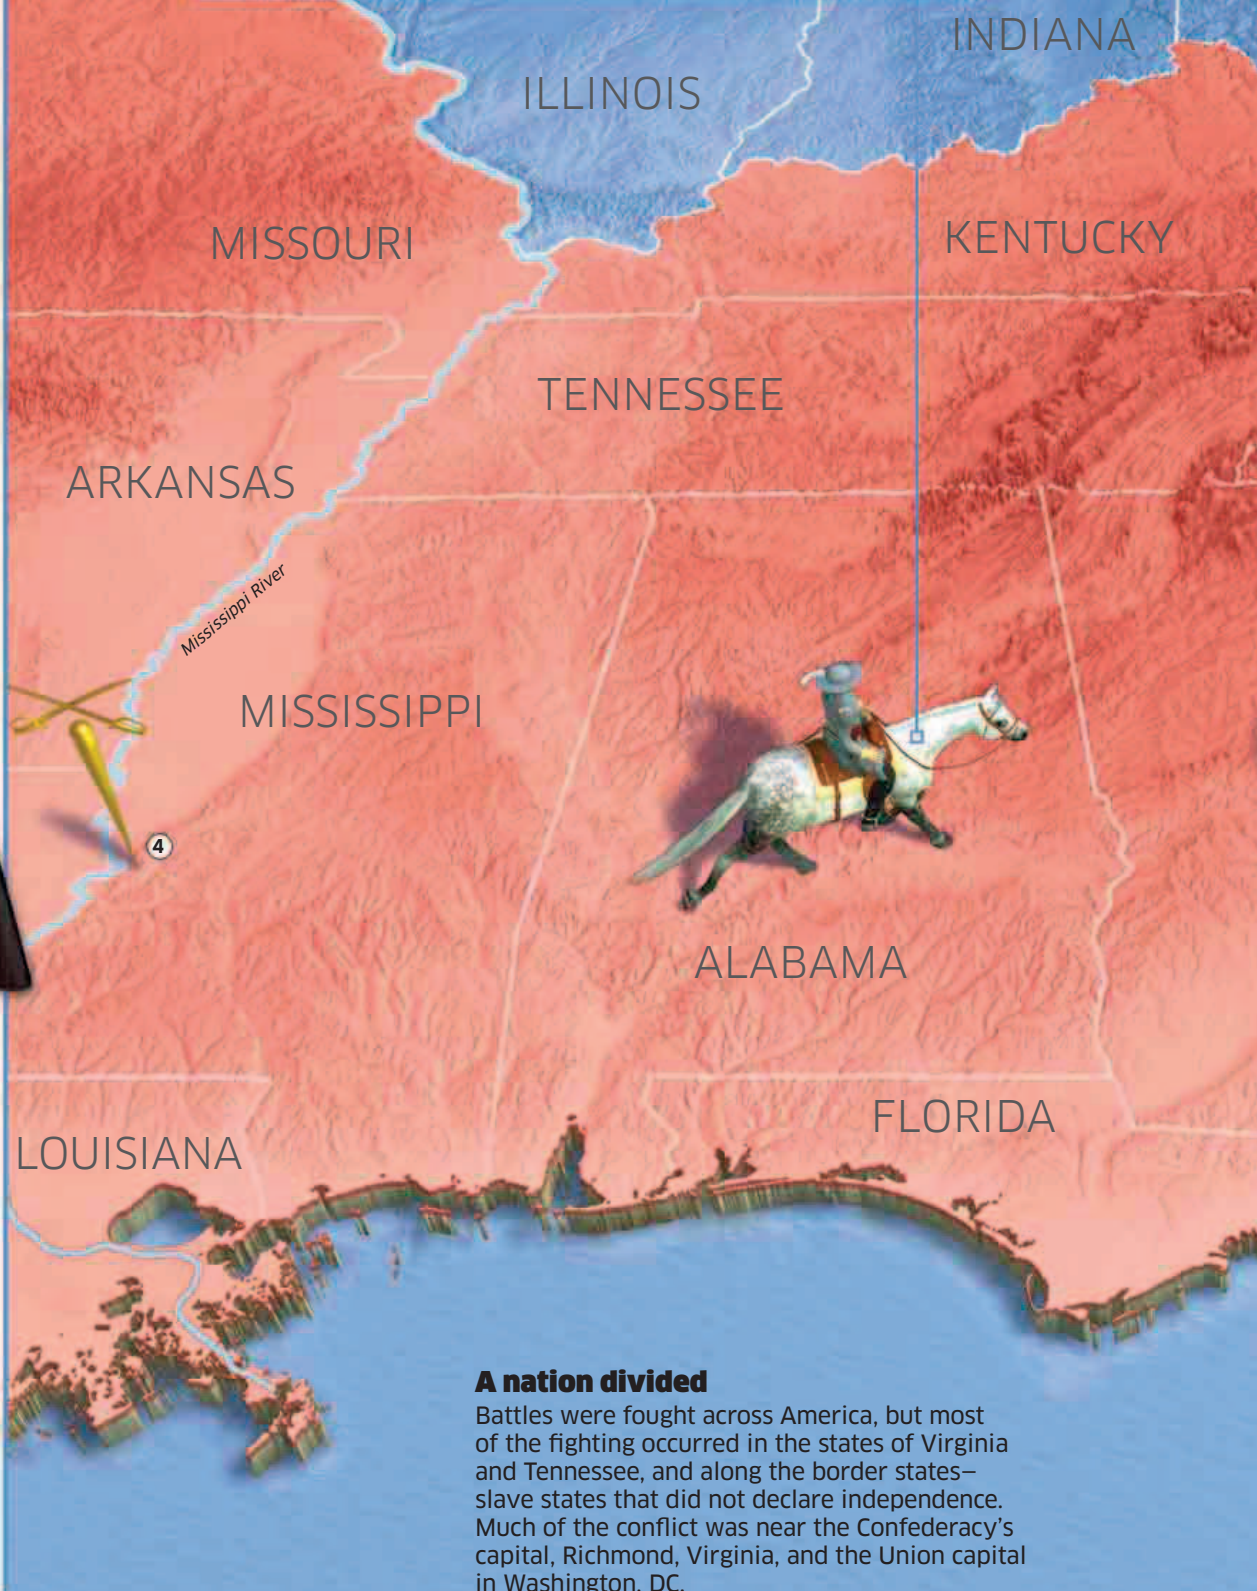 INDIANA
ILLINOIS
MISSOURI
KENTUCKY
TENNESSEE
ARKANSAS
Mississippi River
MISSISSIPPI
4
ALABAMA
FLORIDA
LOUISIANA
A nation divided
Battles were fought across America, but most
of the fighting occurred in the states of Virginia
and Tennessee, and along the border states—
slave states that did not declare independence.
Much of the conflict was near the Confederacy's
capital, Richmond, Virginia, and the Union capital
in Washington, DC.